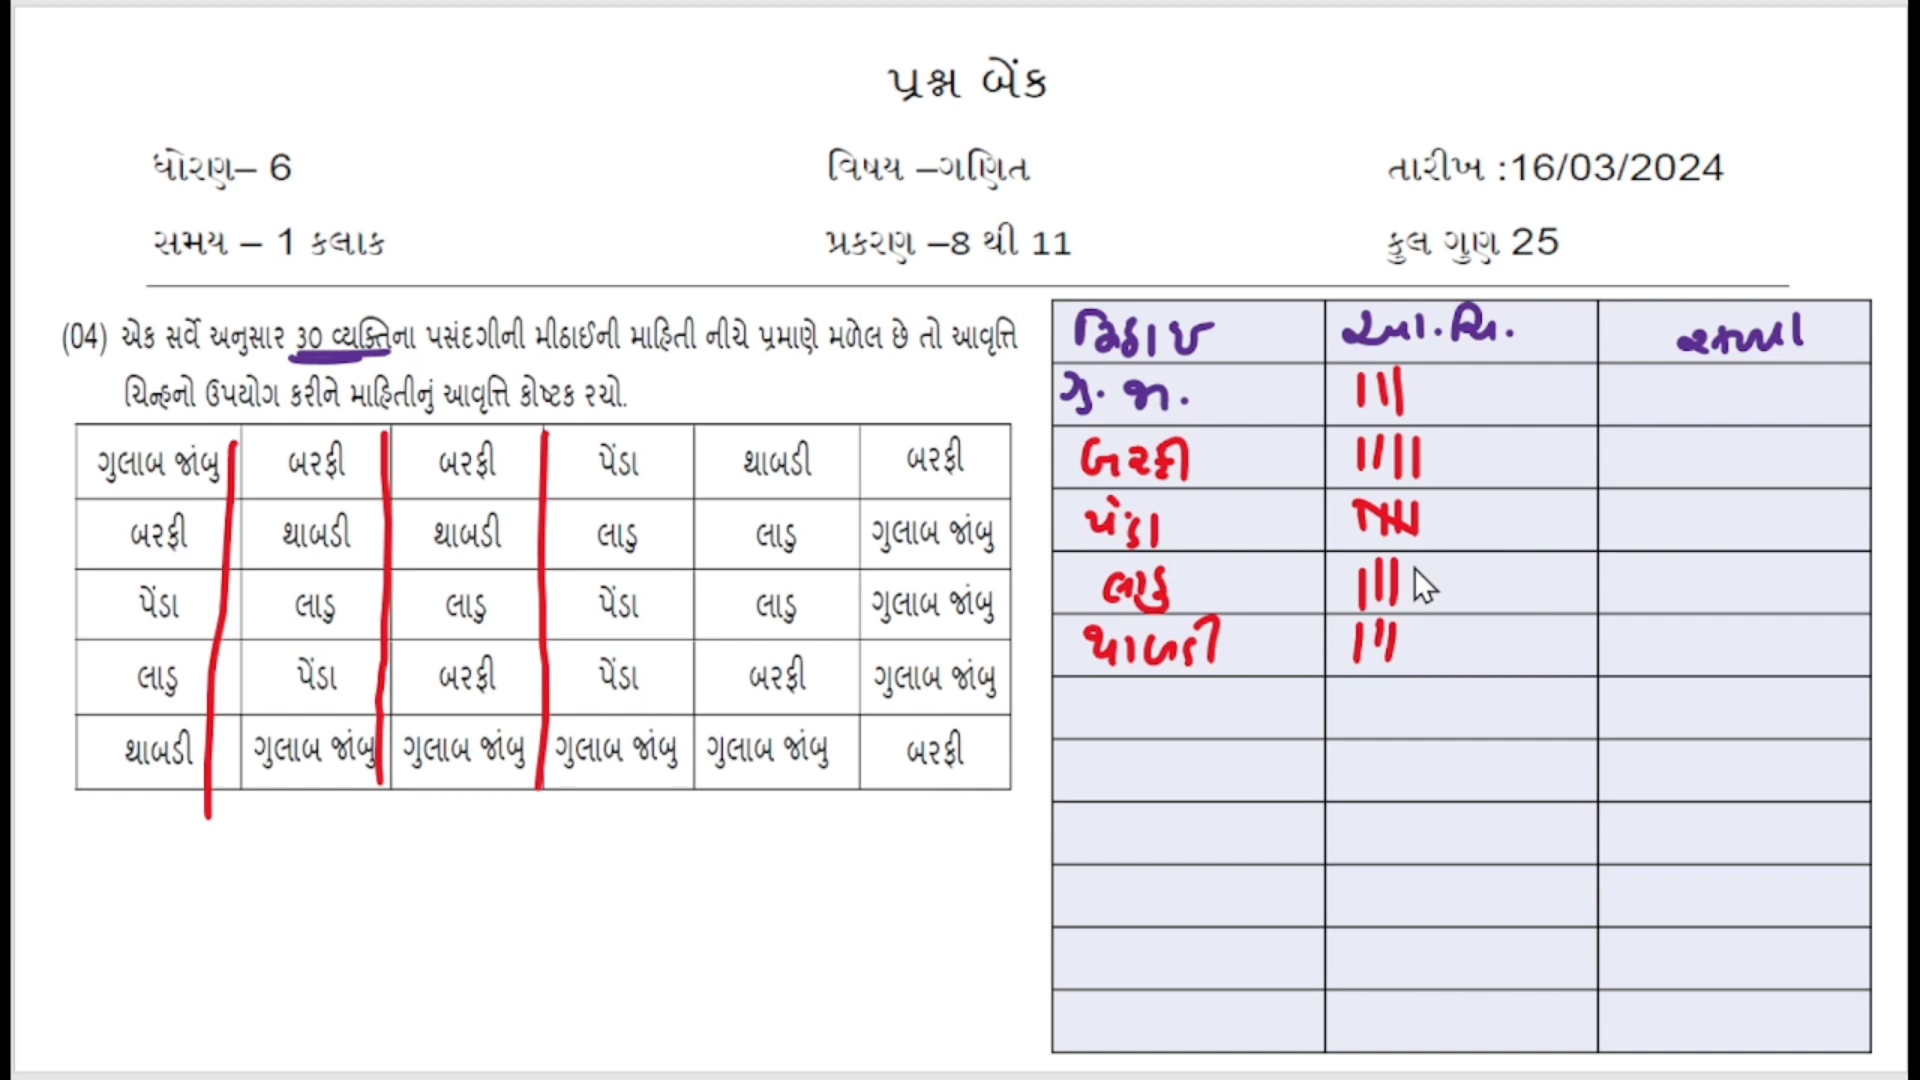 પ્રશ્ન બેંક
ધોરણ– 6 વિષય –ગણિત તારીખ :16/03/2024
સમય – 1 કલાક પ્રકરણ –8 થી 11 કુલ ગુણ 25
(04) એક સર્વે અનુસાર ૩૦ વ્યક્તિના પસંદગીની મીઠાઈની માહિતી નીચે પ્રમાણે મળેલ છે તો આવૃત્તિ
ચિન્હનો ઉપયોગ કરીને માહિતીનું આવૃત્તિ કોષ્ટક રચો.
ગુલાબ જાંબુ બરફી બરફી પેંડા થાબડી બરફી
બરફી થાબડી થાબડી લાડુ લાડુ ગુલાબ જાંબુ
પેંડા લાડુ લાડુ પેંડા લાડુ ગુલાબ જાંબુ
લાડુ પેંડા બરફી પેંડા બરફી ગુલાબ જાંબુ
થાબડી ગુલાબ જાંબુ ગુલાબ જાંબુ ગુલાબ જાંબુ ગુલાબ જાંબુ બરફી
આ. ચિ. સંખ્યા
ગુ. જા.
બરફી
પેંડા
લાડુ
થાબડી